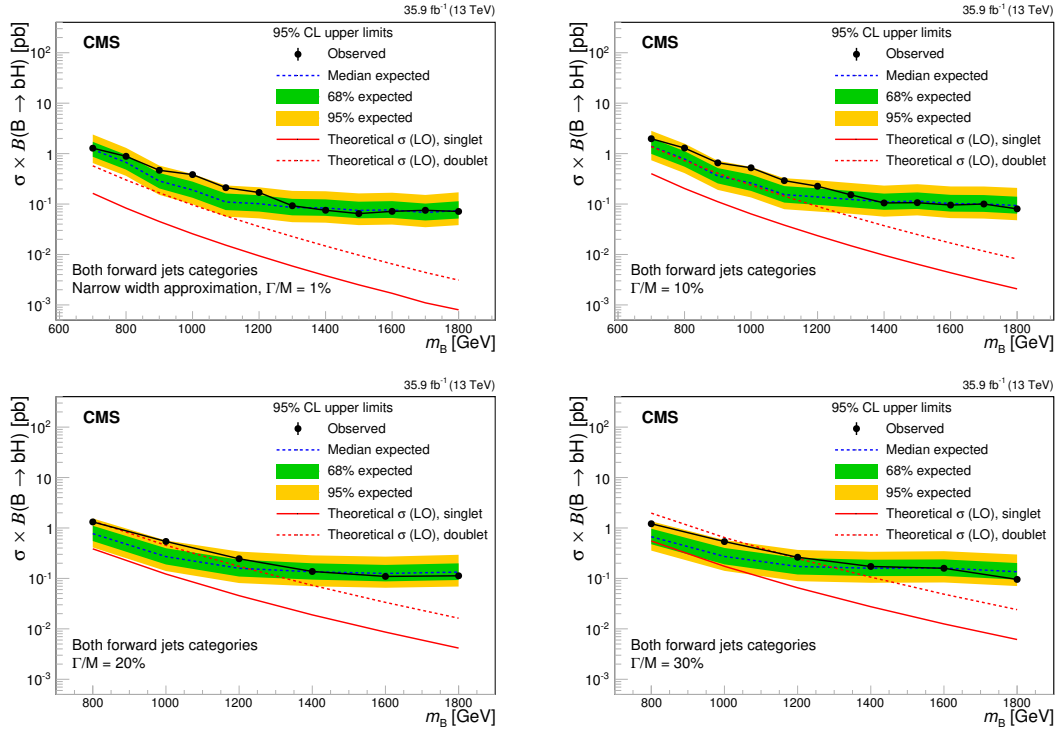 35.9 fb⁻¹ (13 TeV)
CMS
95% CL upper limits
Observed
Median expected
68% expected
95% expected
Theoretical σ (LO), singlet
Theoretical σ (LO), doublet
σ × B(B → bH) [pb]
10²
10
1
10⁻¹
10⁻²
10⁻³
Both forward jets categories
Narrow width approximation, Γ/M = 1%
600 800 1000 1200 1400 1600 1800
m_B [GeV]
35.9 fb⁻¹ (13 TeV)
CMS
95% CL upper limits
Observed
Median expected
68% expected
95% expected
Theoretical σ (LO), singlet
Theoretical σ (LO), doublet
σ × B(B → bH) [pb]
10²
10
1
10⁻¹
10⁻²
10⁻³
Both forward jets categories
Γ/M = 10%
600 800 1000 1200 1400 1600 1800
m_B [GeV]
35.9 fb⁻¹ (13 TeV)
CMS
95% CL upper limits
Observed
Median expected
68% expected
95% expected
Theoretical σ (LO), singlet
Theoretical σ (LO), doublet
σ × B(B → bH) [pb]
10²
10
1
10⁻¹
10⁻²
10⁻³
Both forward jets categories
Γ/M = 20%
800 1000 1200 1400 1600 1800
m_B [GeV]
35.9 fb⁻¹ (13 TeV)
CMS
95% CL upper limits
Observed
Median expected
68% expected
95% expected
Theoretical σ (LO), singlet
Theoretical σ (LO), doublet
σ × B(B → bH) [pb]
10²
10
1
10⁻¹
10⁻²
10⁻³
Both forward jets categories
Γ/M = 30%
800 1000 1200 1400 1600 1800
m_B [GeV]